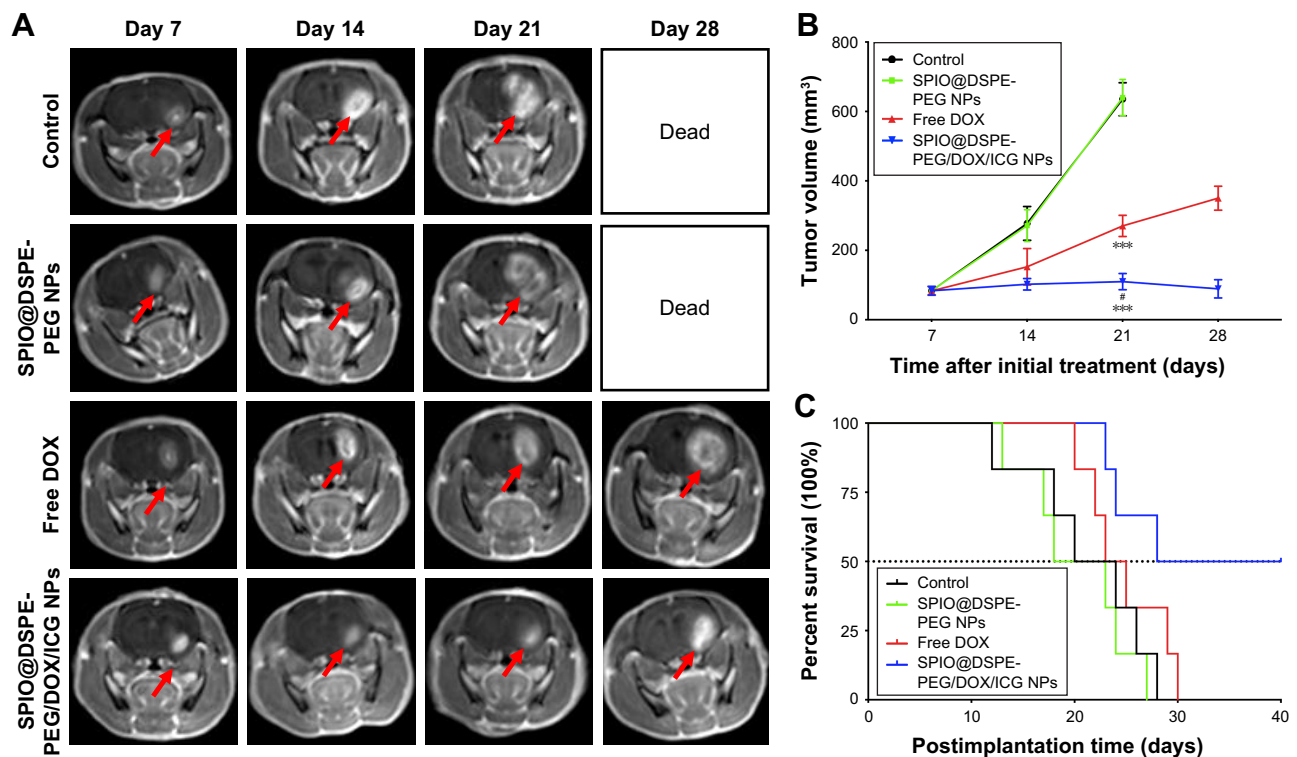 A
Day 7
Day 14
Day 21
Day 28
Control
Dead
SPIO@DSPE-
PEG NPs
Dead
Free DOX
SPIO@DSPE-
PEG/DOX/ICG NPs
B
Tumor volume (mm³)
800
600
400
200
0
Control
SPIO@DSPE-
PEG NPs
Free DOX
SPIO@DSPE-
PEG/DOX/ICG NPs
***
#
***
7
14
21
28
Time after initial treatment (days)
C
Percent survival (100%)
100
75
50
25
0
Control
SPIO@DSPE-
PEG NPs
Free DOX
SPIO@DSPE-
PEG/DOX/ICG NPs
0
10
20
30
40
Postimplantation time (days)